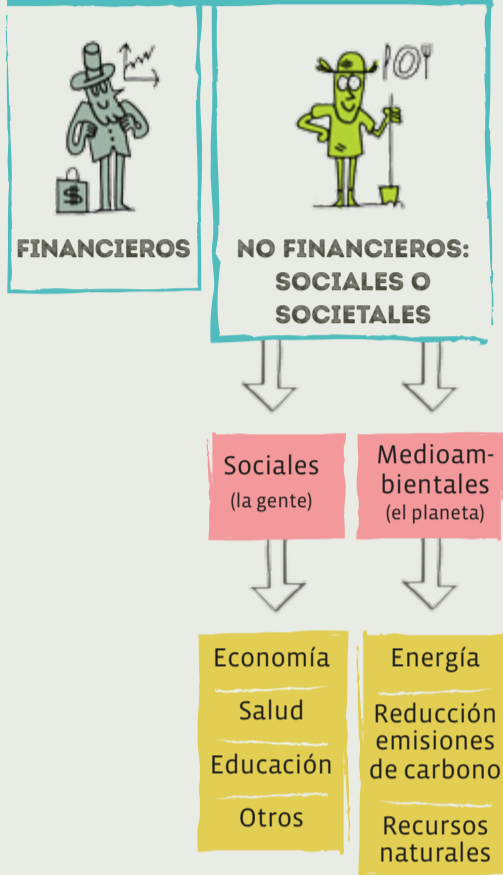 $
FINANCIEROS
NO FINANCIEROS:
SOCIALES O
SOCIETALES
Sociales
(la gente)
Medioam-
bientales
(el planeta)
Economía
Salud
Educación
Otros
Energía
Reducción
emisiones
de carbono
Recursos
naturales